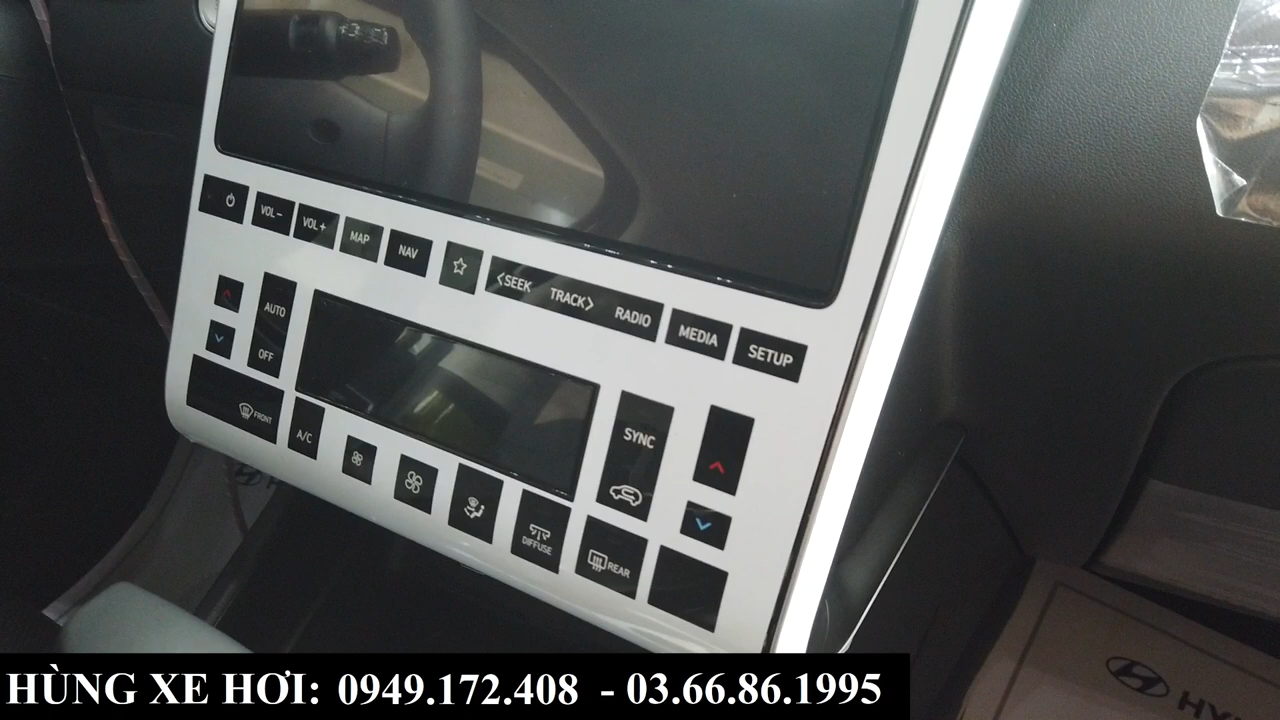 VOL− VOL+ MAP NAV <SEEK TRACK> RADIO MEDIA SETUP
AUTO
OFF
SYNC
FRONT A/C
DIFFUSE REAR
HÙNG XE HƠI: 0949.172.408 - 03.66.86.1995